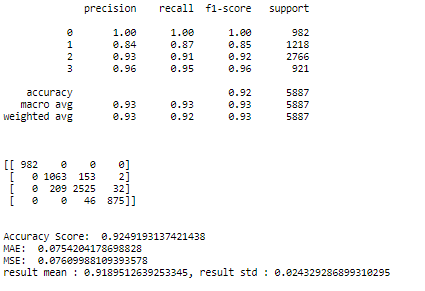 precision recall f1-score support
0 1.00 1.00 1.00 982
1 0.84 0.87 0.85 1218
2 0.93 0.91 0.92 2766
3 0.96 0.95 0.96 921
accuracy 0.92 5887
macro avg 0.93 0.93 0.93 5887
weighted avg 0.93 0.92 0.93 5887
[[ 982 0 0 0]
[ 0 1063 153 2]
[ 0 209 2525 32]
[ 0 0 46 875]]
Accuracy Score: 0.9249193137421438
MAE: 0.0754204178698828
MSE: 0.07609988109393578
result mean : 0.9189512639253345, result std : 0.024329286899310295